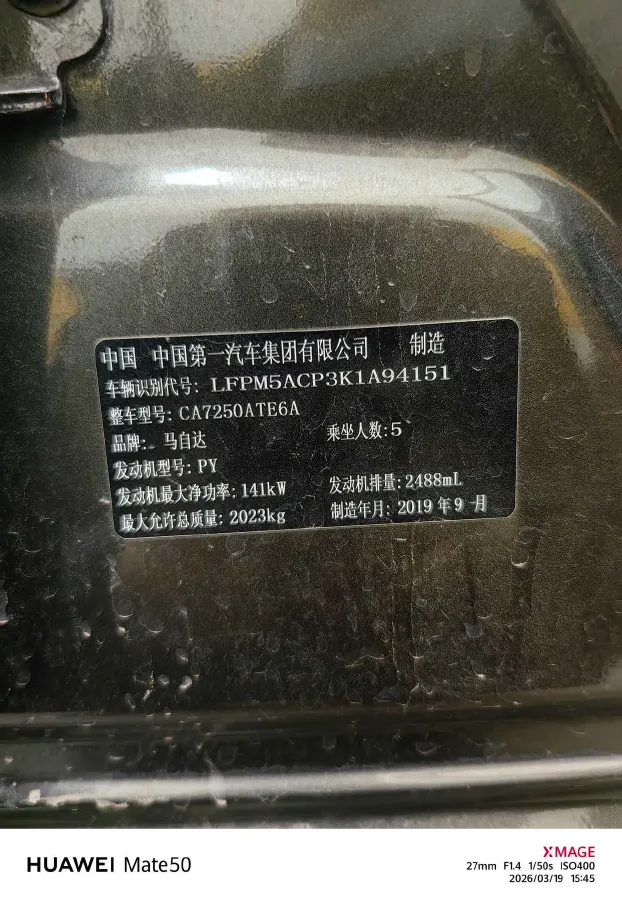 中国 中国第一汽车集团有限公司 制造
车辆识别代号: LFPM5ACP3K1A94151
整车型号: CA7250ATE6A
品牌: 马自达 乘坐人数:5
发动机型号: PY
发动机最大净功率: 141kW 发动机排量: 2488mL
最大允许总质量: 2023kg 制造年月: 2019 年 9 月
HUAWEI Mate50
XMAGE
27mm F1.4 1/50s ISO400
2026/03/19 15:45